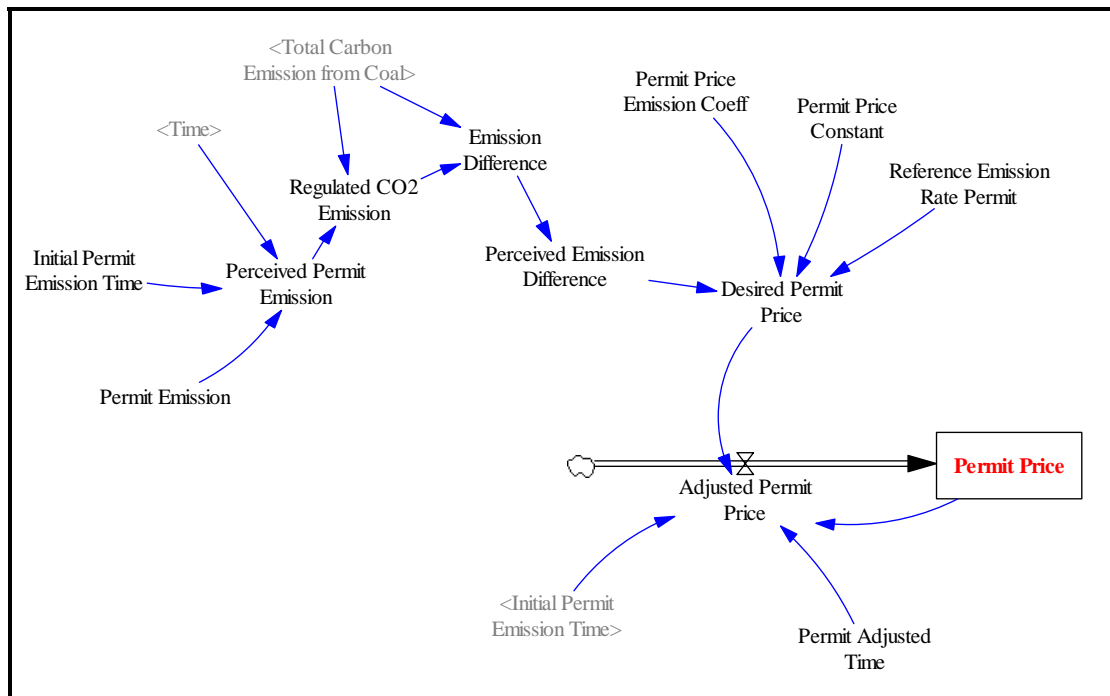 <Total Carbon
Emission from Coal>
Permit Price
Emission Coeff
Permit Price
Constant
<Time>
Emission
Difference
Reference Emission
Rate Permit
Regulated CO2
Emission
Initial Permit
Emission Time
Perceived Permit
Emission
Perceived Emission
Difference
Desired Permit
Price
Permit Emission
Permit Price
Adjusted Permit
Price
<Initial Permit
Emission Time>
Permit Adjusted
Time